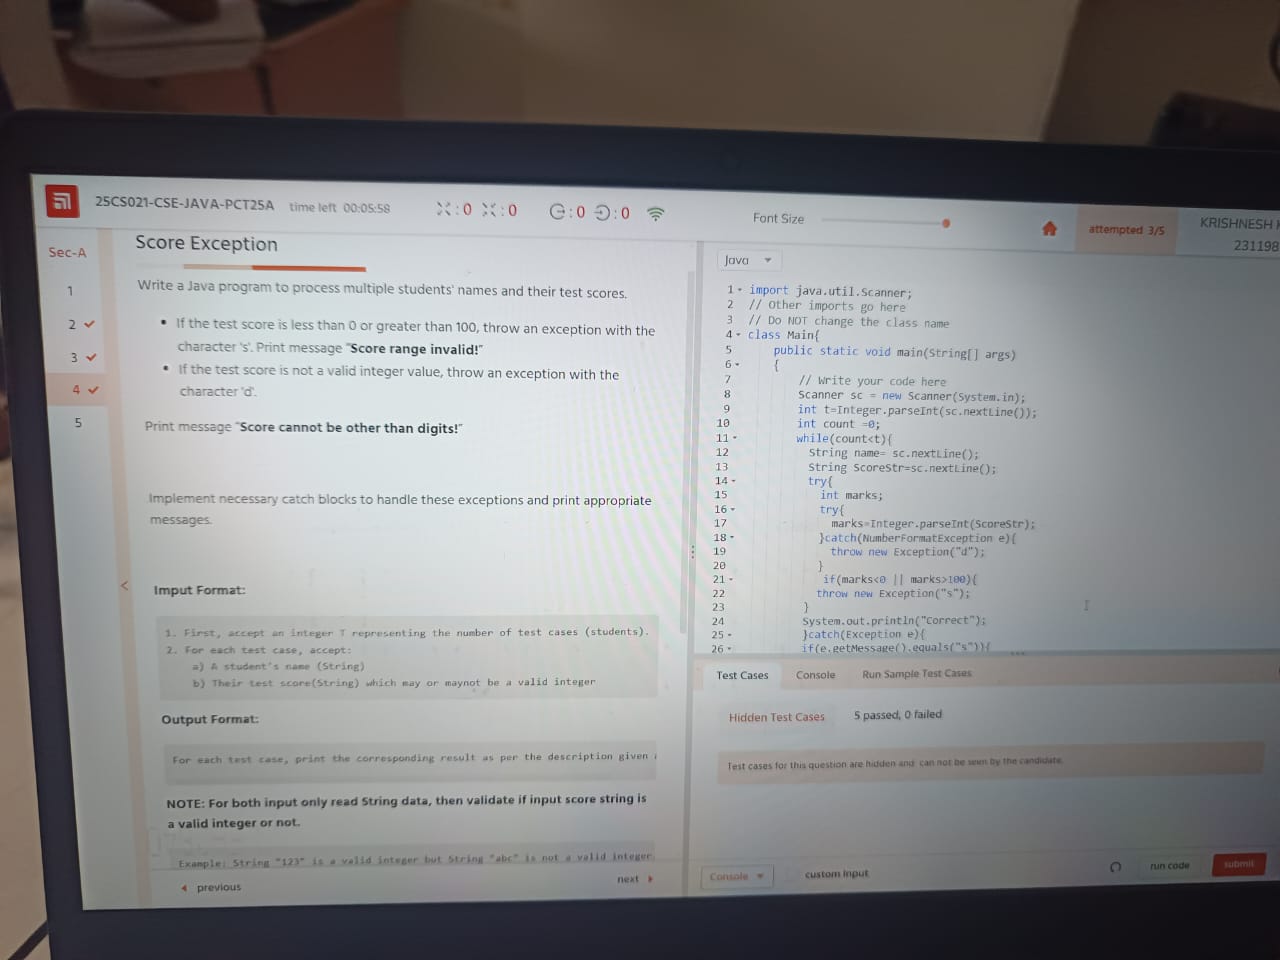 25CS021-CSE-JAVA-PCT25A time left 00:05:58 :0 :0 :0 :0 Font Size attempted 3/5 KRISHNESH
231198
Sec-A
1
2
3
4
5
Score Exception
Write a Java program to process multiple students' names and their test scores.
• If the test score is less than 0 or greater than 100, throw an exception with the
character 's'. Print message "Score range invalid!"
• If the test score is not a valid integer value, throw an exception with the
character 'd'.
Print message "Score cannot be other than digits!"
Implement necessary catch blocks to handle these exceptions and print appropriate
messages.
<
Imput Format:
1. First, accept an integer T representing the number of test cases (students).
2. For each test case, accept:
a) A student's name (String)
b) Their test score(String) which may or maynot be a valid integer
Output Format:
For each test case, print the corresponding result as per the description given
NOTE: For both input only read String data, then validate if input score string is
a valid integer or not.
Example: String "123" is a valid integer but String "abc" is not a valid integer.
previous next
Java
1 import java.util.Scanner;
2 // Other imports go here
3 // Do NOT change the class name
4 class Main{
5 public static void main(String[] args)
6 {
7 // Write your code here
8 Scanner sc = new Scanner(System.in);
9 int t=Integer.parseInt(sc.nextLine());
10 int count =0;
11 while(count<t){
12 String name= sc.nextLine();
13 String ScoreStr=sc.nextLine();
14 try{
15 int marks;
16 try{
17 marks=Integer.parseInt(ScoreStr);
18 }catch(NumberFormatException e){
19 throw new Exception("d");
20 }
21 if(marks<0 || marks>100){
22 throw new Exception("s");
23 }
24 System.out.println("Correct");
25 }catch(Exception e){
26 if(e.getMessage().equals("s")){
Test Cases Console Run Sample Test Cases
Hidden Test Cases 5 passed, 0 failed
Test cases for this question are hidden and can not be seen by the candidate.
Console custom input run code submit